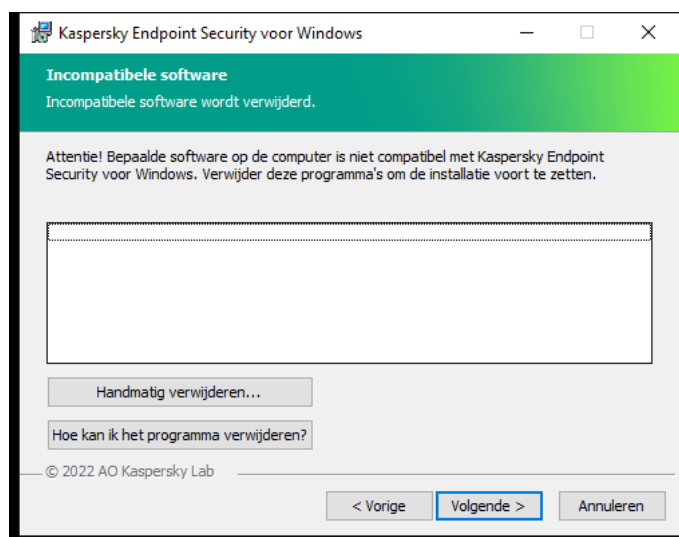 Kaspersky Endpoint Security voor Windows
Incompatibele software
Incompatibele software wordt verwijderd.
Attentie! Bepaalde software op de computer is niet compatibel met Kaspersky Endpoint
Security voor Windows. Verwijder deze programma's om de installatie voort te zetten.
Handmatig verwijderen...
Hoe kan ik het programma verwijderen?
© 2022 AO Kaspersky Lab
< Vorige
Volgende >
Annuleren